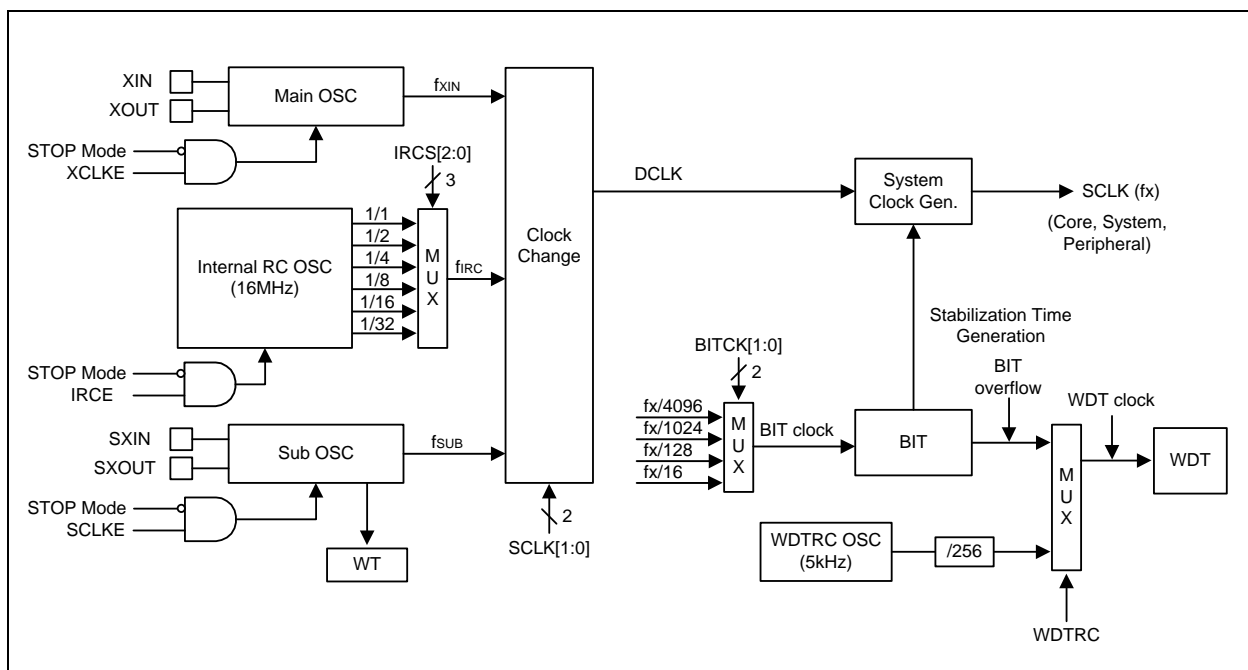 XIN
XOUT
Main OSC
fXIN
STOP Mode
XCLKE
IRCS[2:0]
3
Internal RC OSC
(16MHz)
1/1
1/2
1/4
1/8
1/16
1/32
MUX
fIRC
STOP Mode
IRCE
SXIN
SXOUT
Sub OSC
fSUB
STOP Mode
SCLKE
WT
Clock
Change
2
SCLK[1:0]
DCLK
System
Clock Gen.
SCLK (fx)
(Core, System,
Peripheral)
Stabilization Time
Generation
BIT
overflow
BITCK[1:0]
2
fx/4096
fx/1024
fx/128
fx/16
MUX
BIT clock
BIT
WDT clock
MUX
WDT
WDTRC OSC
(5kHz)
/256
WDTRC